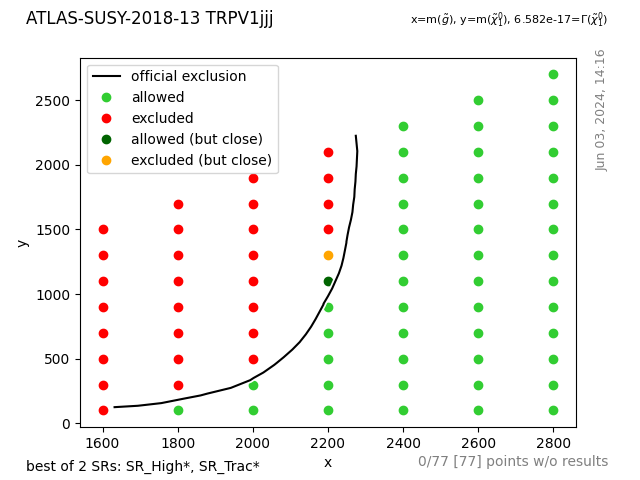 ATLAS-SUSY-2018-13 TRPV1jjj
x=m(g̃), y=m(χ̃⁰₁), 6.582e-17=Γ(χ̃⁰₁)
official exclusion
allowed
excluded
allowed (but close)
excluded (but close)
Jun 03, 2024, 14:16
y
2500
2000
1500
1000
500
0
1600 1800 2000 2200 2400 2600 2800
x
best of 2 SRs: SR_High*, SR_Trac*
0/77 [77] points w/o results